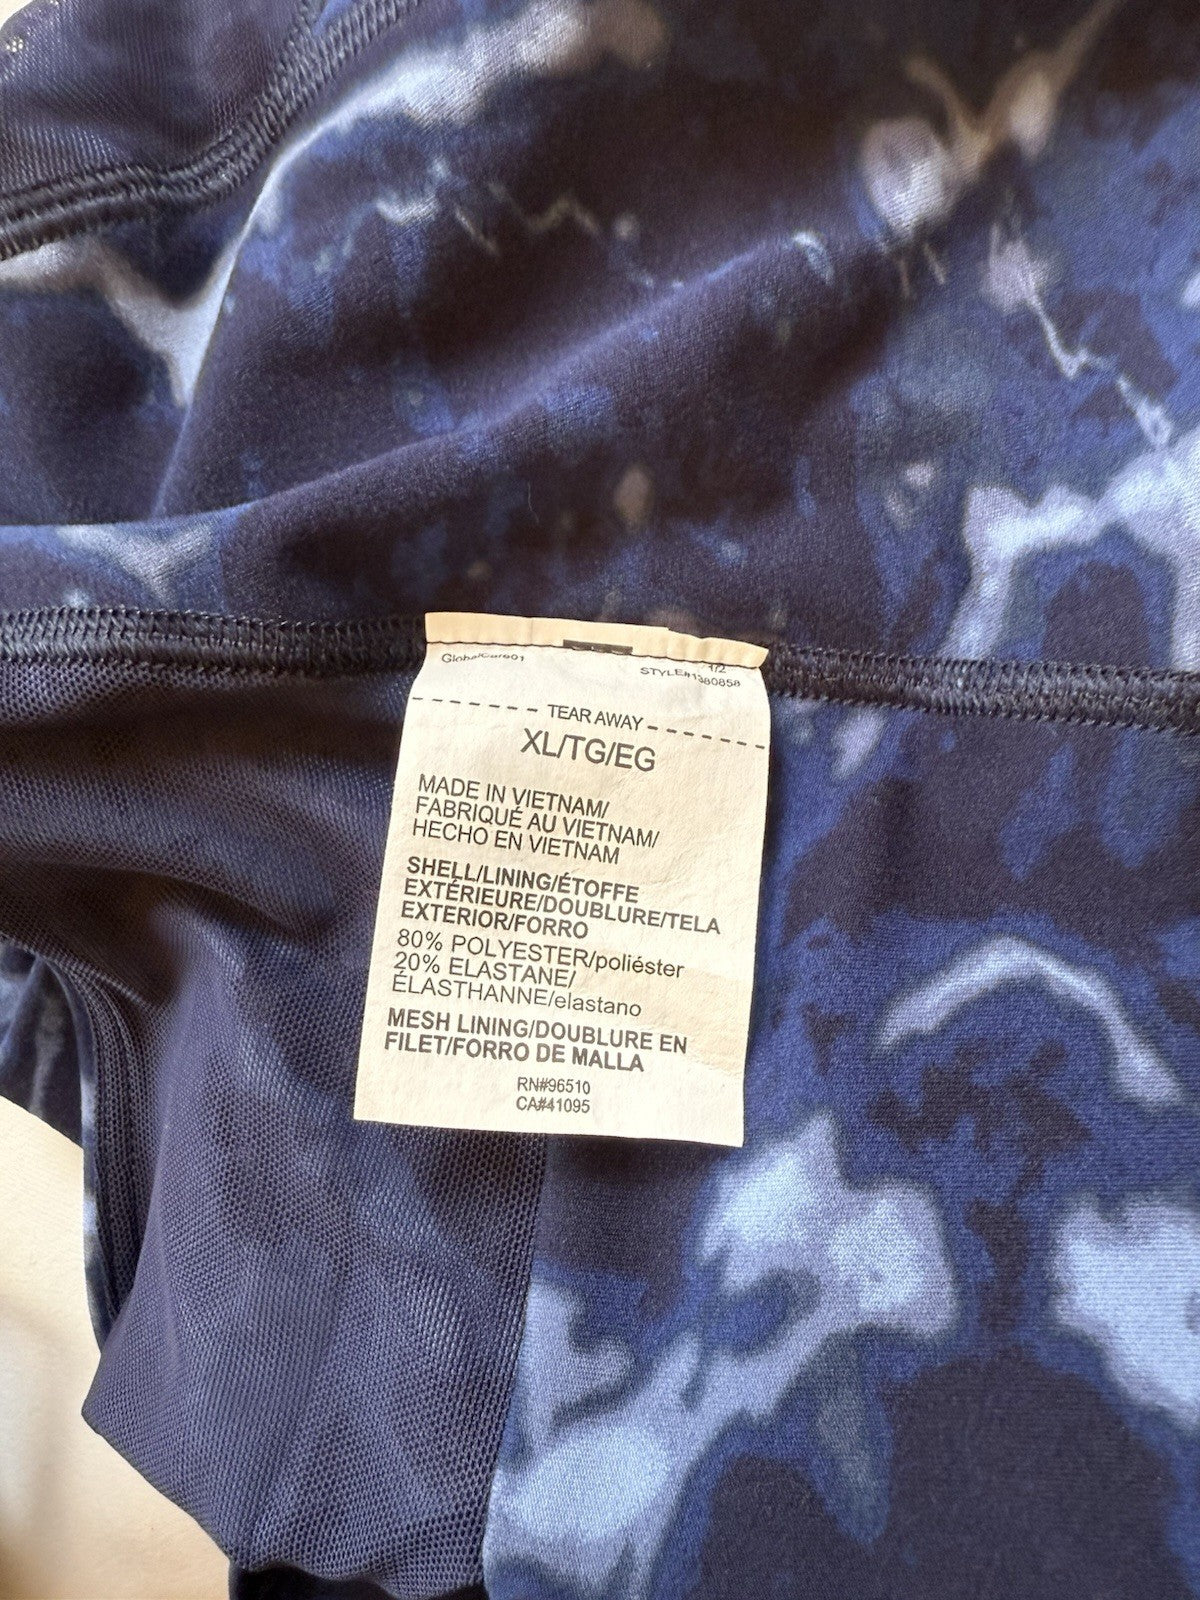 GlobalCare01
1/2
STYLE#1380858
TEAR AWAY
XL/TG/EG
MADE IN VIETNAM/
FABRIQUÉ AU VIETNAM/
HECHO EN VIETNAM
SHELL/LINING/ÉTOFFE
EXTÉRIEURE/DOUBLURE/TELA
EXTERIOR/FORRO
80% POLYESTER/poliéster
20% ELASTANE/
ÉLASTHANNE/elastano
MESH LINING/DOUBLURE EN
FILET/FORRO DE MALLA
RN#96510
CA#41095